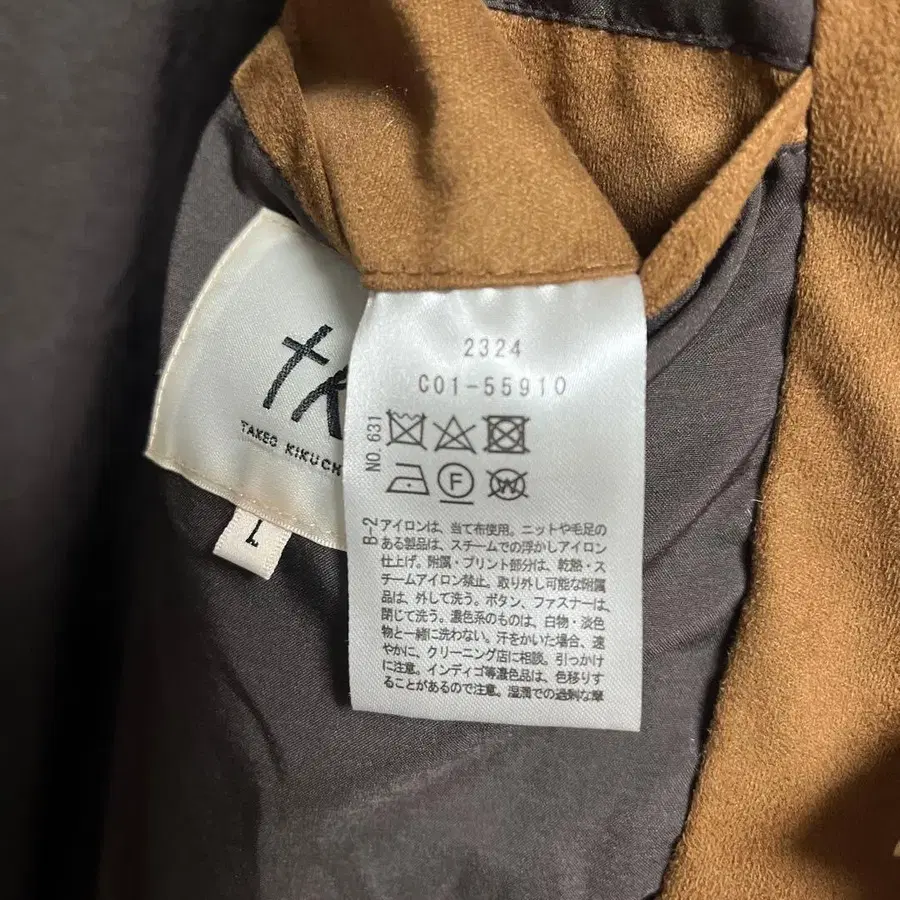 tk
TAKEO KIKUCH
L
2324
C01-55910
NO. 631
F
W
B-2
アイロンは、当て布使用。ニットや毛足の
ある製品は、スチームでの浮かしアイロン
仕上げ。附属・プリント部分は、乾熱・ス
チームアイロン禁止。取り外し可能な附属
品は、外して洗う。ボタン、ファスナーは、
閉じて洗う。濃色系のものは、白物・淡色
物と一緒に洗わない。汗をかいた場合、速
やかに、クリーニング店に相談。引っかけ
に注意。インディゴ等濃色品は、色移りす
ることがあるので注意。湿潤での過剰な摩